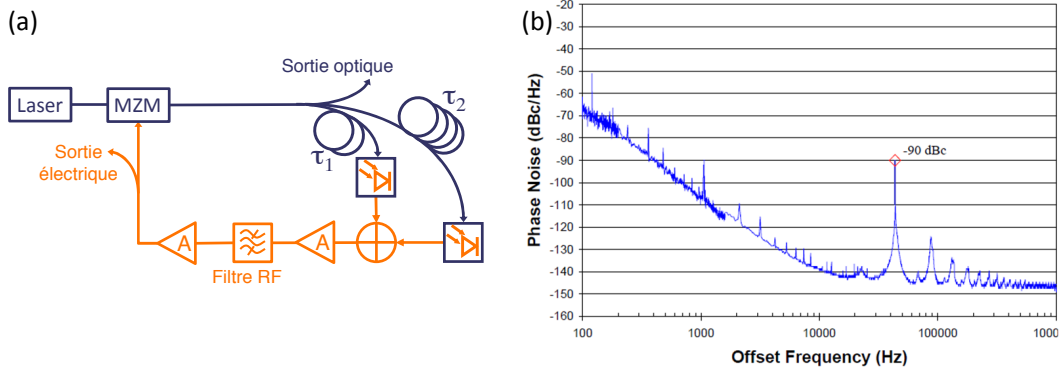 (a)
Laser
MZM
Sortie optique
τ1
τ2
Sortie
électrique
A
Filtre RF
A
(b)
Phase Noise (dBc/Hz)
-20
-30
-40
-50
-60
-70
-80
-90
-100
-110
-120
-130
-140
-150
-160
-90 dBc
100
1000
10000
100000
1000
Offset Frequency (Hz)